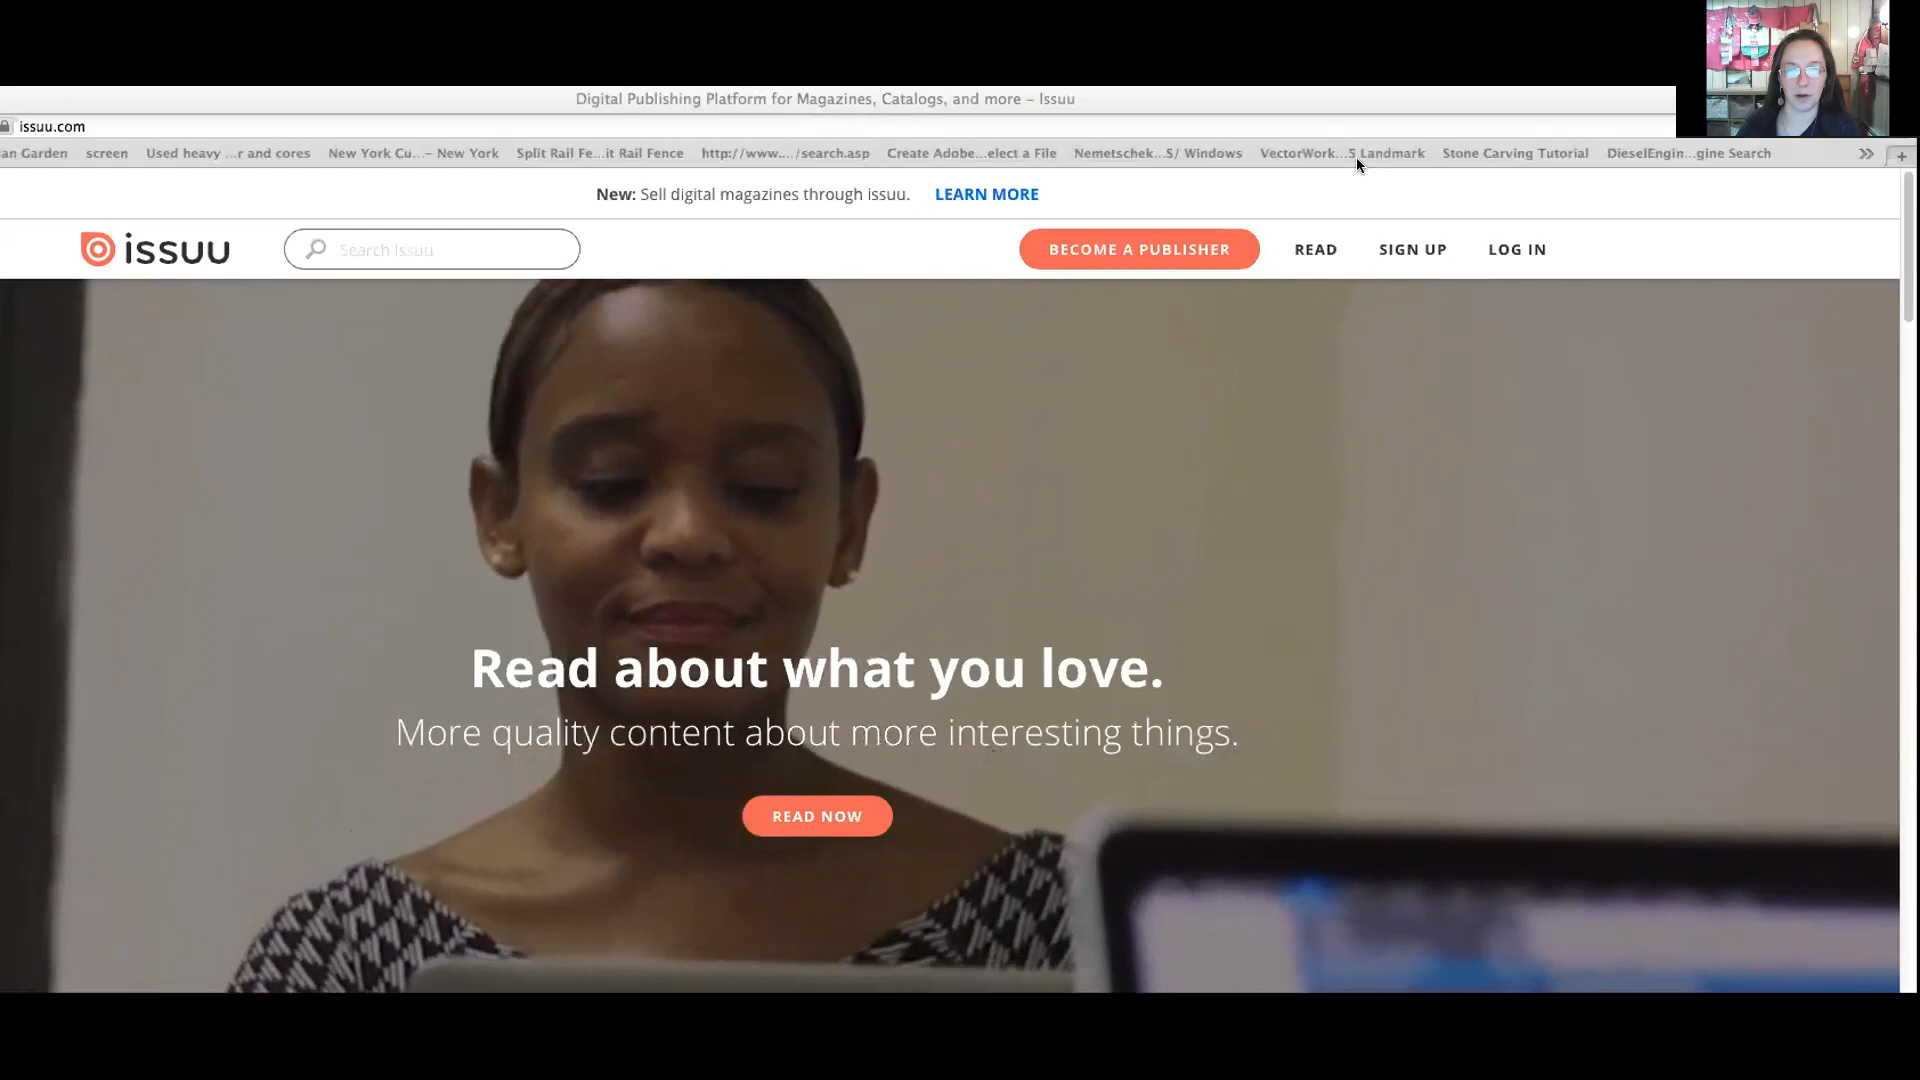 Digital Publishing Platform for Magazines, Catalogs, and more – Issuu
issuu.com
an Garden screen Used heavy ...r and cores New York Cu...– New York Split Rail Fe...it Rail Fence http://www..../search.asp Create Adobe...elect a File Nemetschek...S/ Windows VectorWork...5 Landmark Stone Carving Tutorial DieselEngin...gine Search
New: Sell digital magazines through issuu. LEARN MORE
issuu Search Issuu BECOME A PUBLISHER READ SIGN UP LOG IN
Read about what you love.
More quality content about more interesting things.
READ NOW